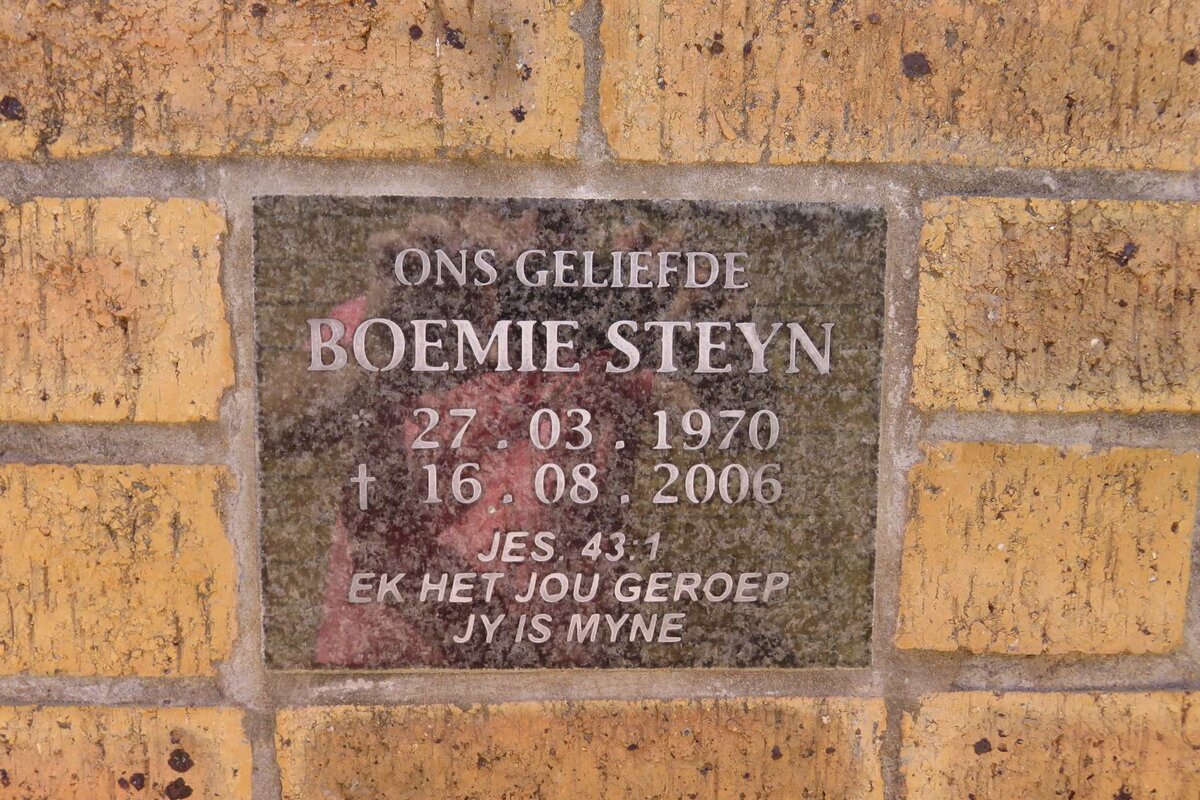 ONS GELIEFDE
BOEMIE STEYN
* 27 . 03 . 1970
† 16 . 08 . 2006
JES. 43:1
EK HET JOU GEROEP
JY IS MYNE